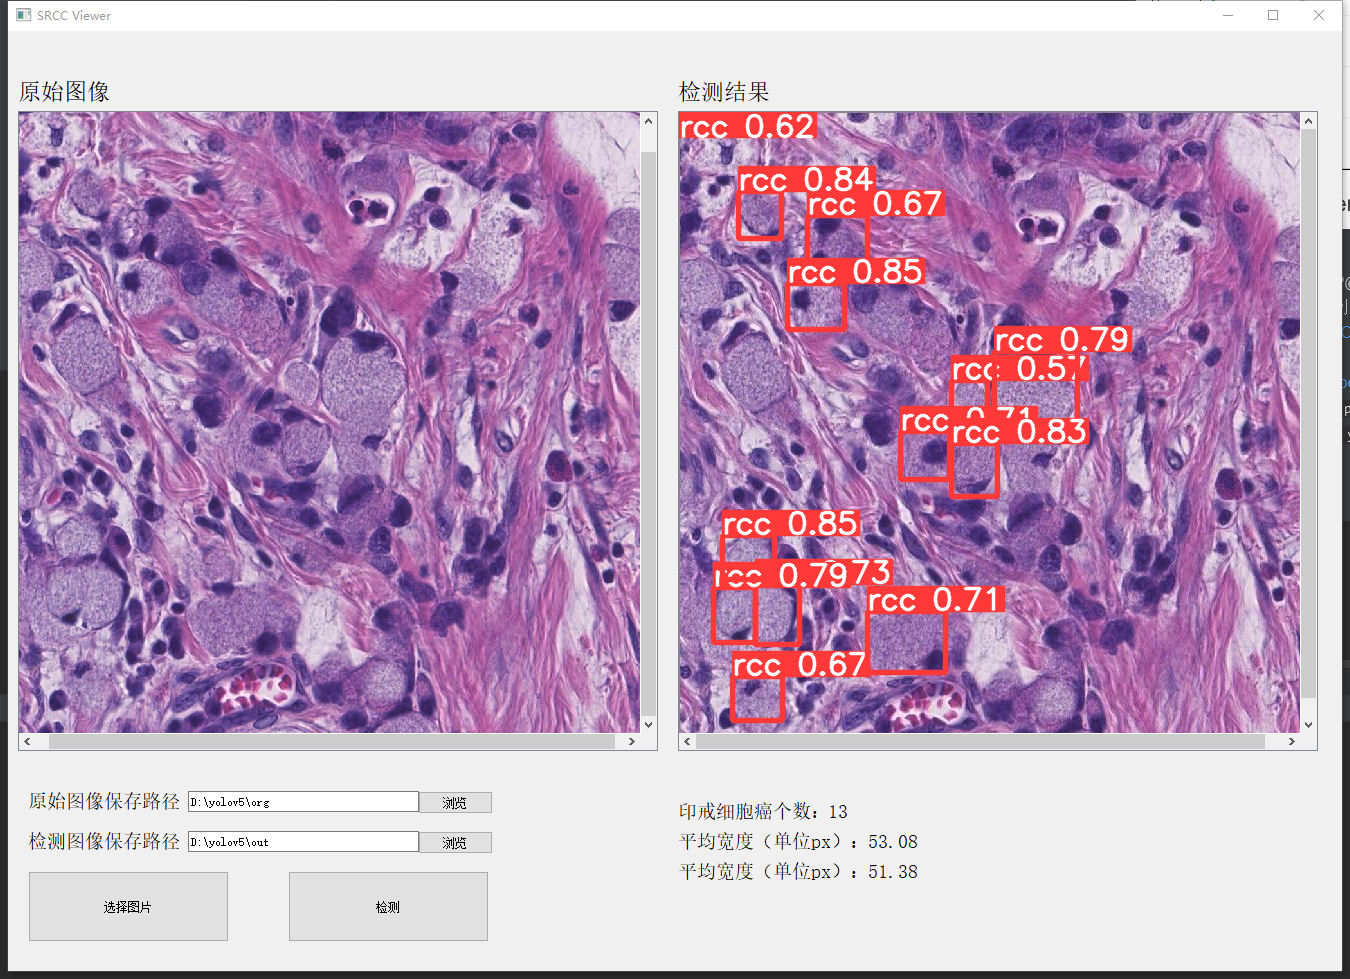 SRCC Viewer
原始图像
检测结果
rcc 0.62
rcc 0.84
rcc 0.67
rcc 0.85
rcc 0.79
rcc 0.57
rcc 0.71
rcc 0.83
rcc 0.85
rcc 0.79
73
rcc 0.71
rcc 0.67
原始图像保存路径 D:\yolov5\org 浏览
检测图像保存路径 D:\yolov5\out 浏览
选择图片 检测
印戒细胞癌个数：13
平均宽度（单位px）：53.08
平均宽度（单位px）：51.38